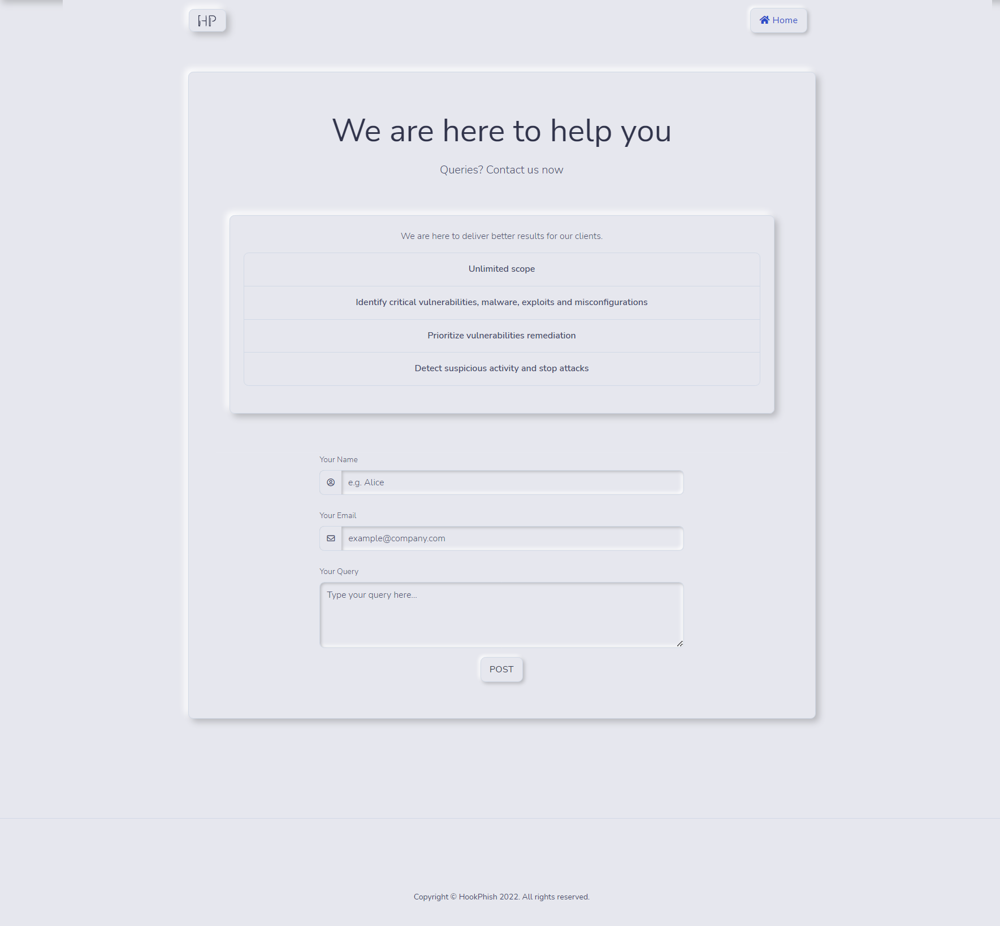 HP
Home
We are here to help you
Queries? Contact us now
We are here to deliver better results for our clients.
Unlimited scope
Identify critical vulnerabilities, malware, exploits and misconfigurations
Prioritize vulnerabilities remediation
Detect suspicious activity and stop attacks
Your Name
e.g. Alice
Your Email
example@company.com
Your Query
Type your query here...
POST
Copyright © HookPhish 2022. All rights reserved.